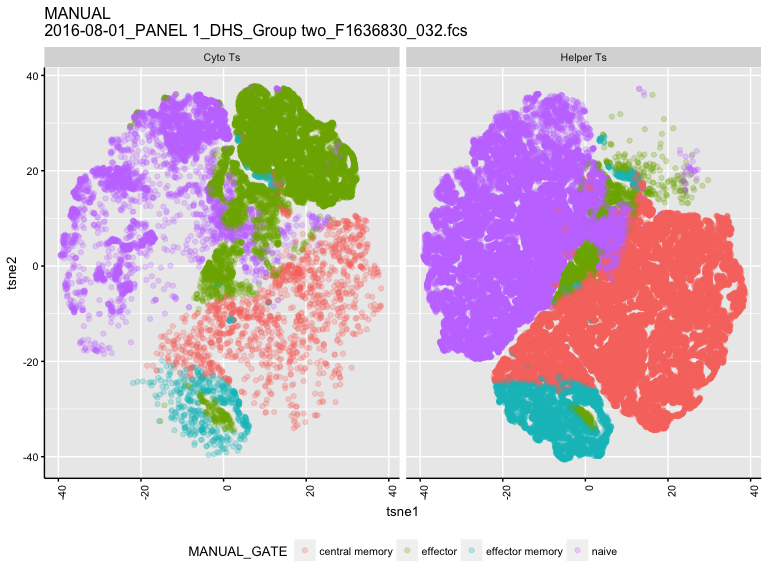 MANUAL
2016-08-01_PANEL 1_DHS_Group two_F1636830_032.fcs
Cyto Ts
Helper Ts
40
20
0
-20
-40
tsne2
-40
-20
0
20
40
-40
-20
0
20
40
tsne1
MANUAL_GATE central memory effector effector memory naive